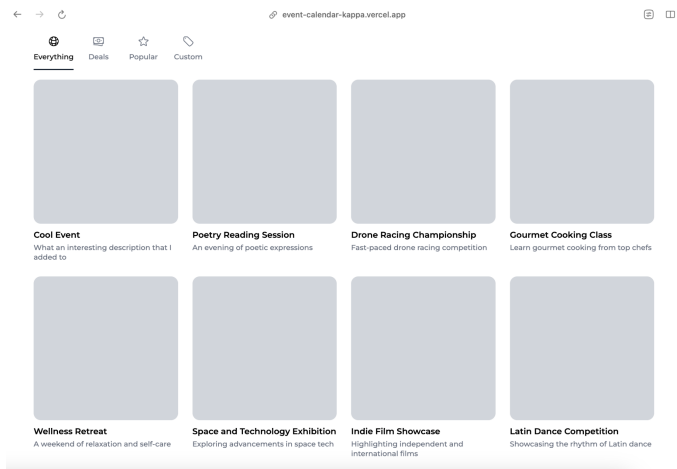 event-calendar-kappa.vercel.app
Everything
Deals
Popular
Custom
Cool Event
What an interesting description that I
added to
Poetry Reading Session
An evening of poetic expressions
Drone Racing Championship
Fast-paced drone racing competition
Gourmet Cooking Class
Learn gourmet cooking from top chefs
Wellness Retreat
A weekend of relaxation and self-care
Space and Technology Exhibition
Exploring advancements in space tech
Indie Film Showcase
Highlighting independent and
international films
Latin Dance Competition
Showcasing the rhythm of Latin dance